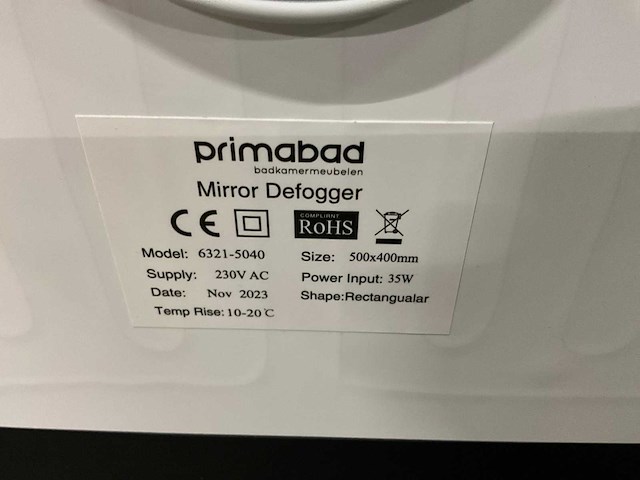 primabad
badkamermeubelen
Mirror Defogger
CE COMPLIRNT RoHS
Model: 6321-5040 Size: 500x400mm
Supply: 230V AC Power Input: 35W
Date: Nov 2023 Shape:Rectangualar
Temp Rise: 10-20℃